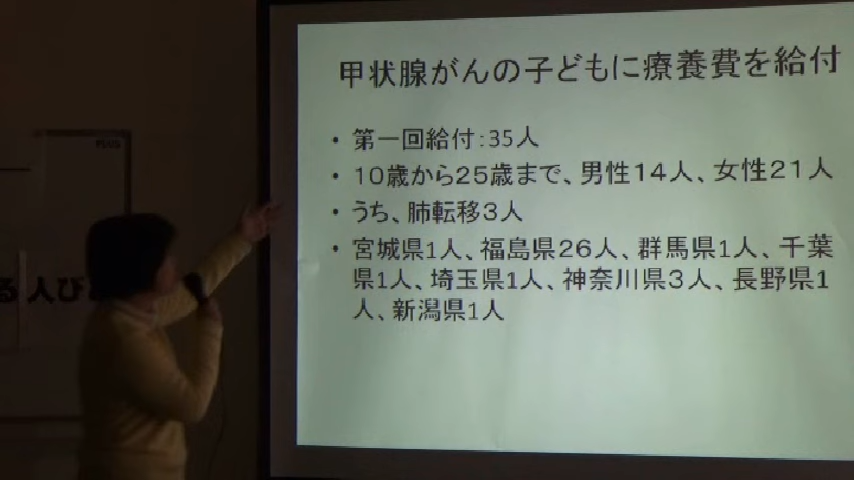 甲状腺がんの子どもに療養費を給付
• 第一回給付:35人
• 10歳から25歳まで、男性14人、女性21人
• うち、肺転移3人
• 宮城県1人、福島県26人、群馬県1人、千葉
県1人、埼玉県1人、神奈川県3人、長野県1
人、新潟県1人
PLUS
る人び